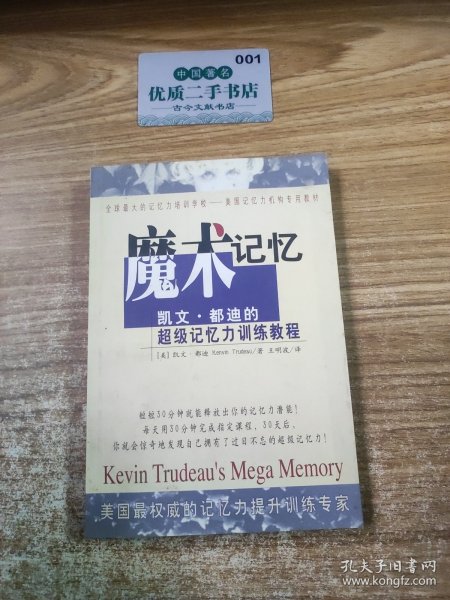 001
中国著名
优质二手书店
古今文献书店
全球最大的记忆力培训学校——美国记忆力机构专用教材
魔术记忆
凯文·都迪的
超级记忆力训练教程
[美] 凯文·都迪 Kenvin Trudeau/著 王明波/译
短短30分钟就能释放出你的记忆力潜能!
每天用30分钟完成指定课程,30天后,
你就会惊奇地发现自己拥有了过目不忘的超级记忆力!
Kevin Trudeau's Mega Memory
美国最权威的记忆力提升训练专家
孔夫子旧书网
www.kongfz.com